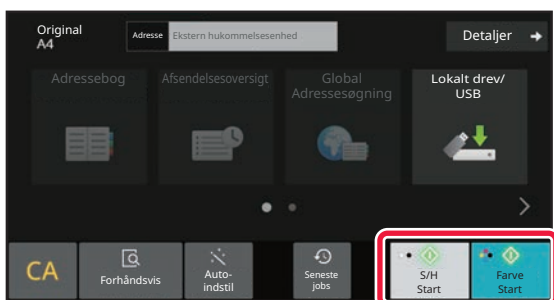 Original
A4
Adresse
Ekstern hukommelsesenhed
Detaljer
Adressebog
Afsendelsesoversigt
Global
Adressesøgning
Lokalt drev/
USB
CA
Forhåndsvis
Auto-
indstil
Seneste
jobs
S/H
Start
Farve
Start